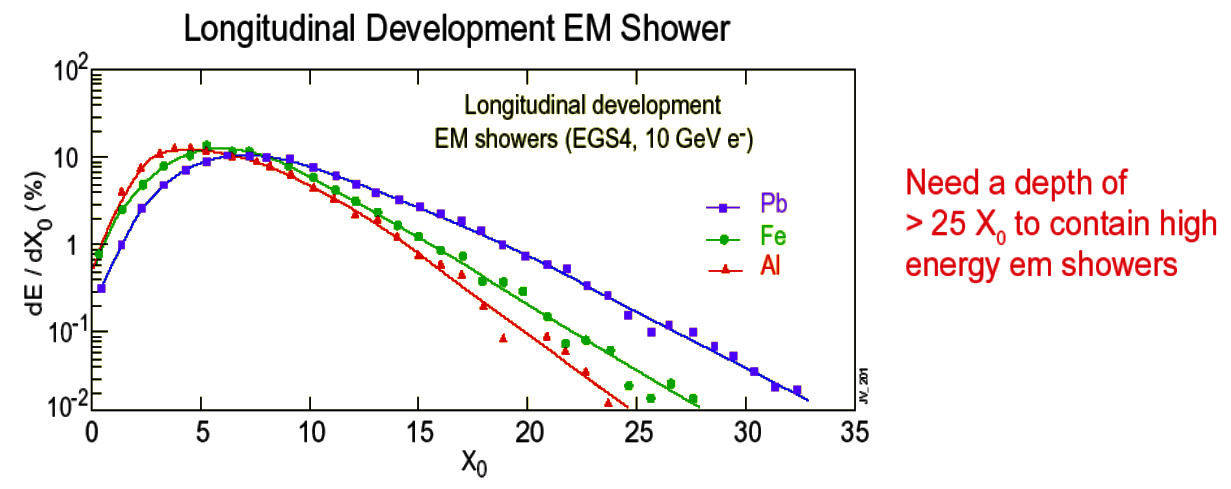 Longitudinal Development EM Shower
10²
10
1
10⁻¹
10⁻²
dE / dX₀ (%)
Longitudinal development
EM showers (EGS4, 10 GeV e⁻)
Pb
Fe
Al
JV_201
0 5 10 15 20 25 30 35
X₀
Need a depth of
> 25 X₀ to contain high
energy em showers